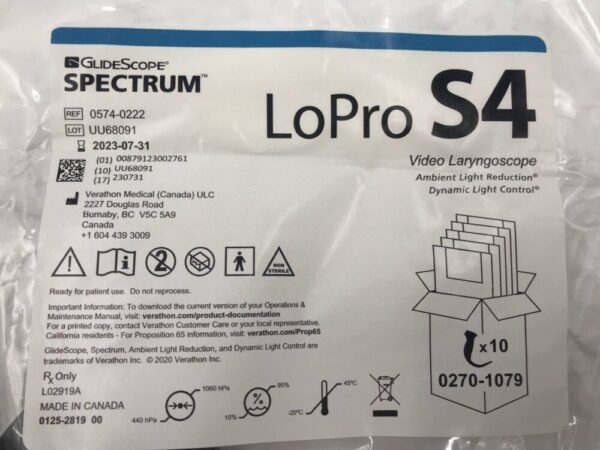 GLIDESCOPE®
SPECTRUM™
LoPro S4
Video Laryngoscope
Ambient Light Reduction®
Dynamic Light Control®
REF 0574-0222
LOT UU68091
2023-07-31
(01) 00879123002761
(10) UU68091
(17) 230731
Verathon Medical (Canada) ULC
2227 Douglas Road
Burnaby, BC V5C 5A9
Canada
+1 604 439 3009
2
NON
STERILE
Ready for patient use. Do not reprocess.
Important Information: To download the current version of your Operations &
Maintenance Manual, visit: verathon.com/product-documentation
For a printed copy, contact Verathon Customer Care or your local representative.
California residents - For Proposition 65 information, visit: verathon.com/Prop65
GlideScope, Spectrum, Ambient Light Reduction, and Dynamic Light Control are
trademarks of Verathon Inc. © 2020 Verathon Inc.
Rx Only
L02919A
MADE IN CANADA
0125-2819 00
1060 hPa
440 hPa
95%
10%
45°C
-20°C
x 10
0270-1079